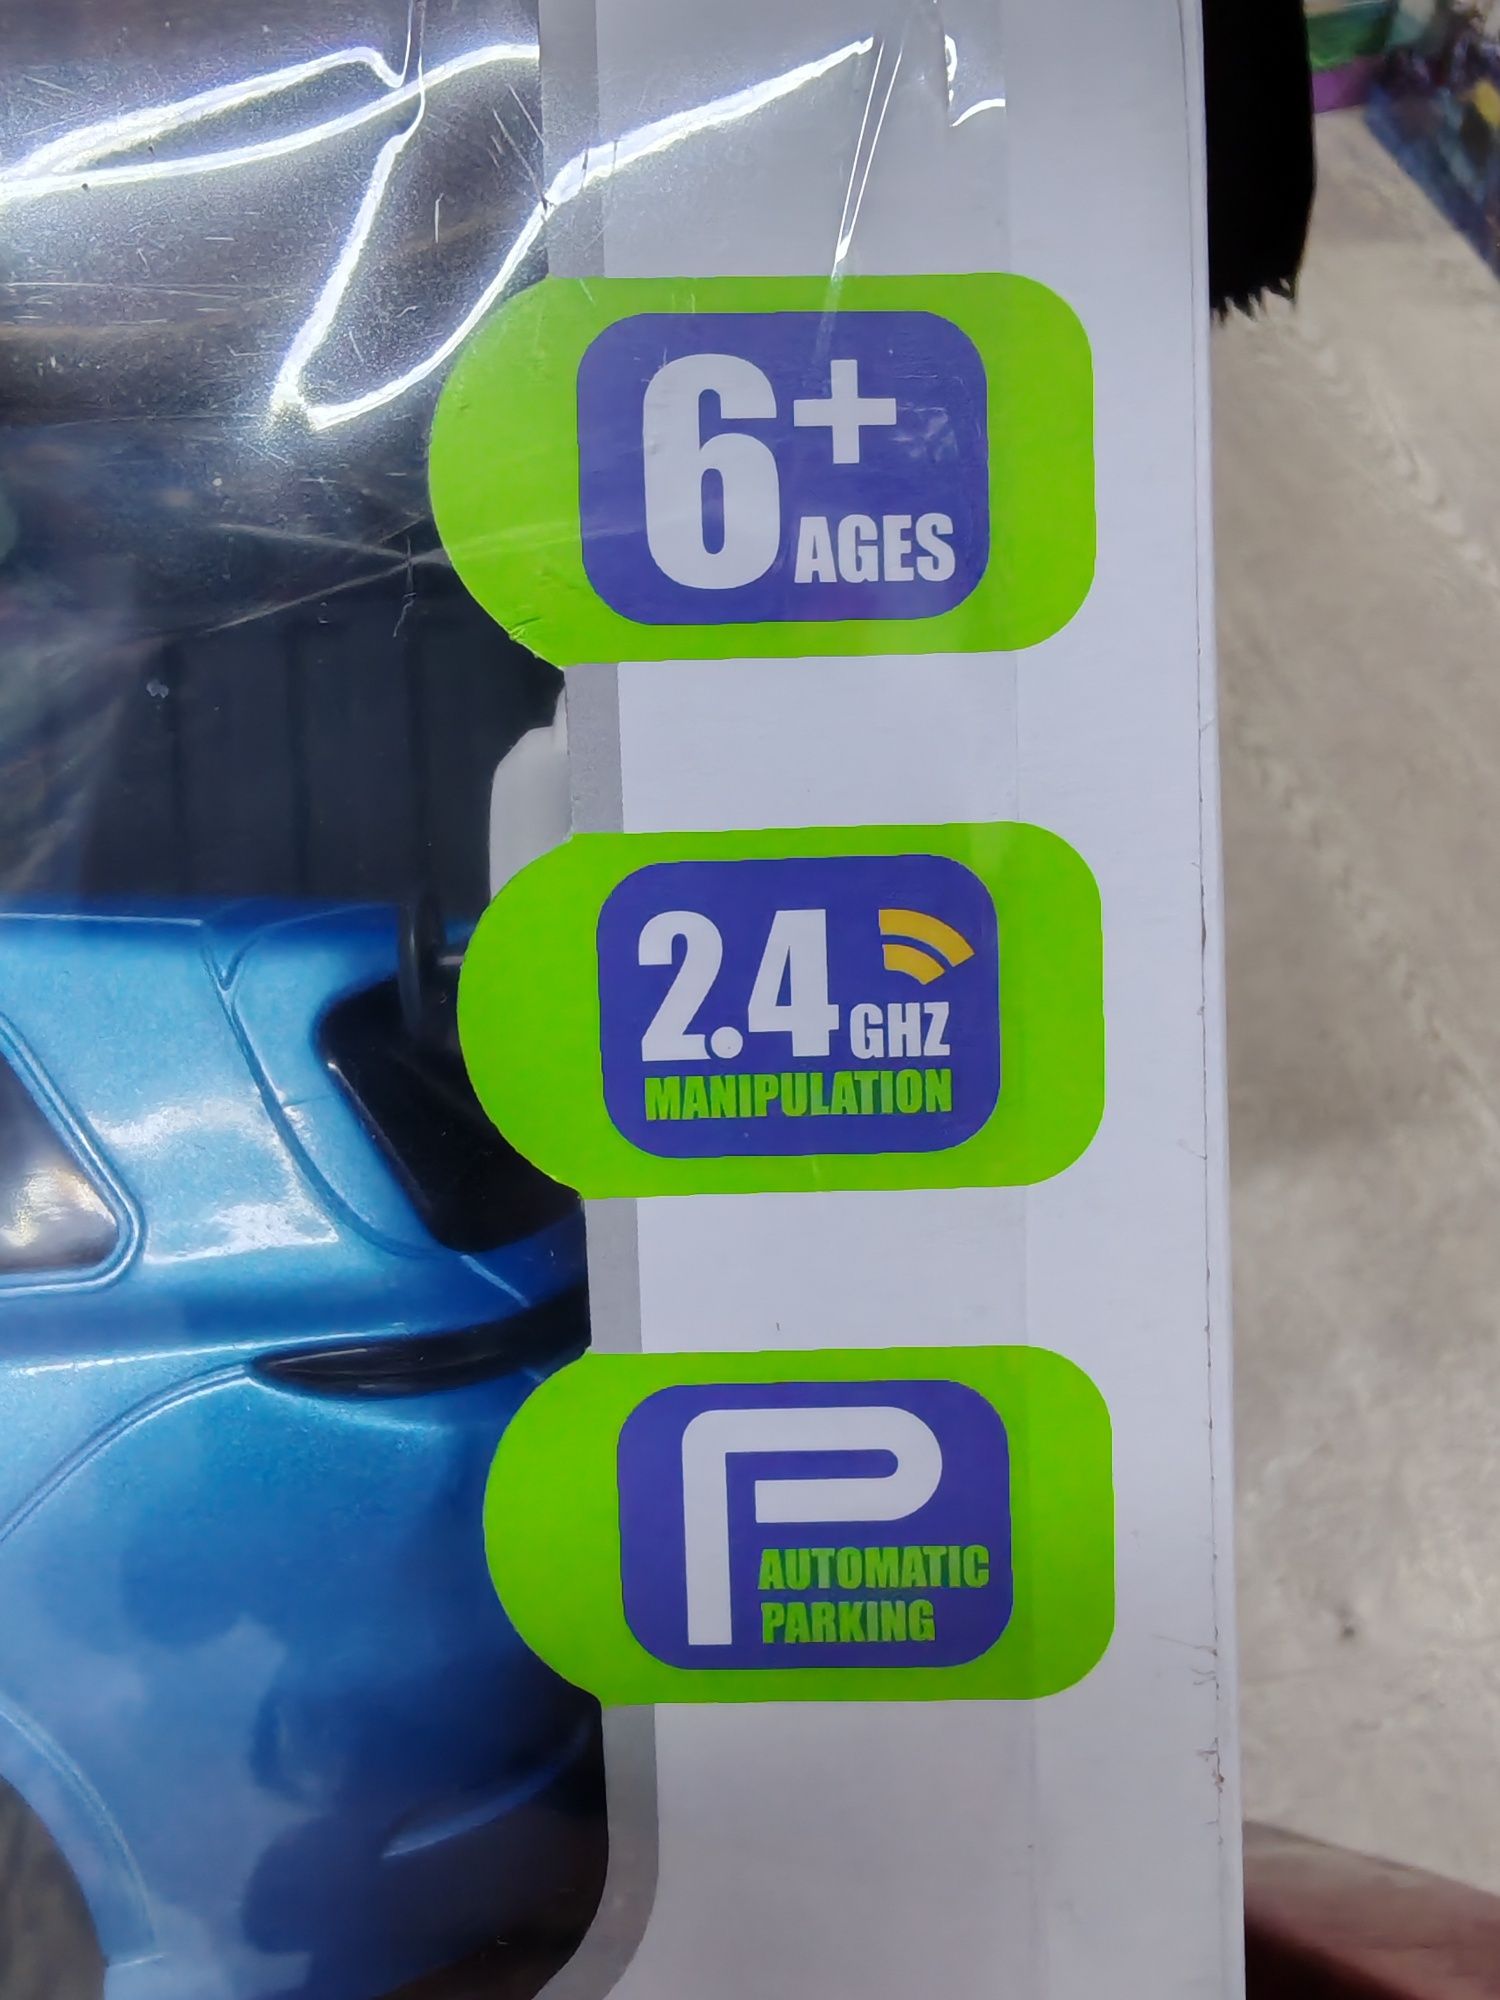 6+
AGES
2.4 GHZ
MANIPULATION
P
AUTOMATIC
PARKING